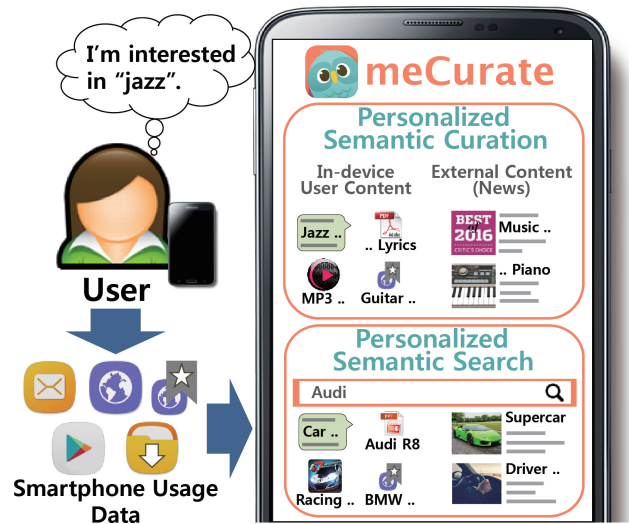 I'm interested
in “jazz”.
User
Smartphone Usage
Data
meCurate
Personalized
Semantic Curation
In-device
User Content
External Content
(News)
Jazz ..
PDF
.. Lyrics
BEST
of
2016
CRITIC'S CHOICE
Music ..
MP3 ..
Guitar ..
.. Piano
Personalized
Semantic Search
Audi
Car ..
Audi R8
Supercar
Racing ..
BMW ..
Driver ..